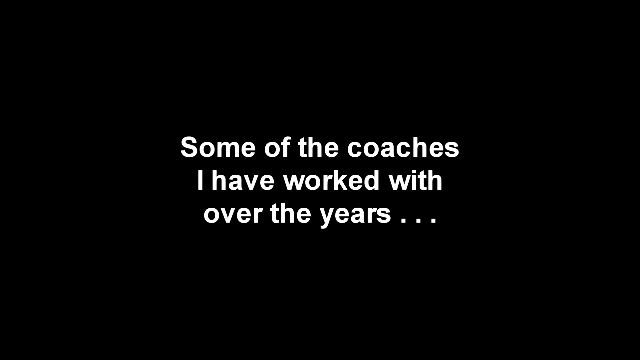 Some of the coaches
I have worked with
over the years . . .